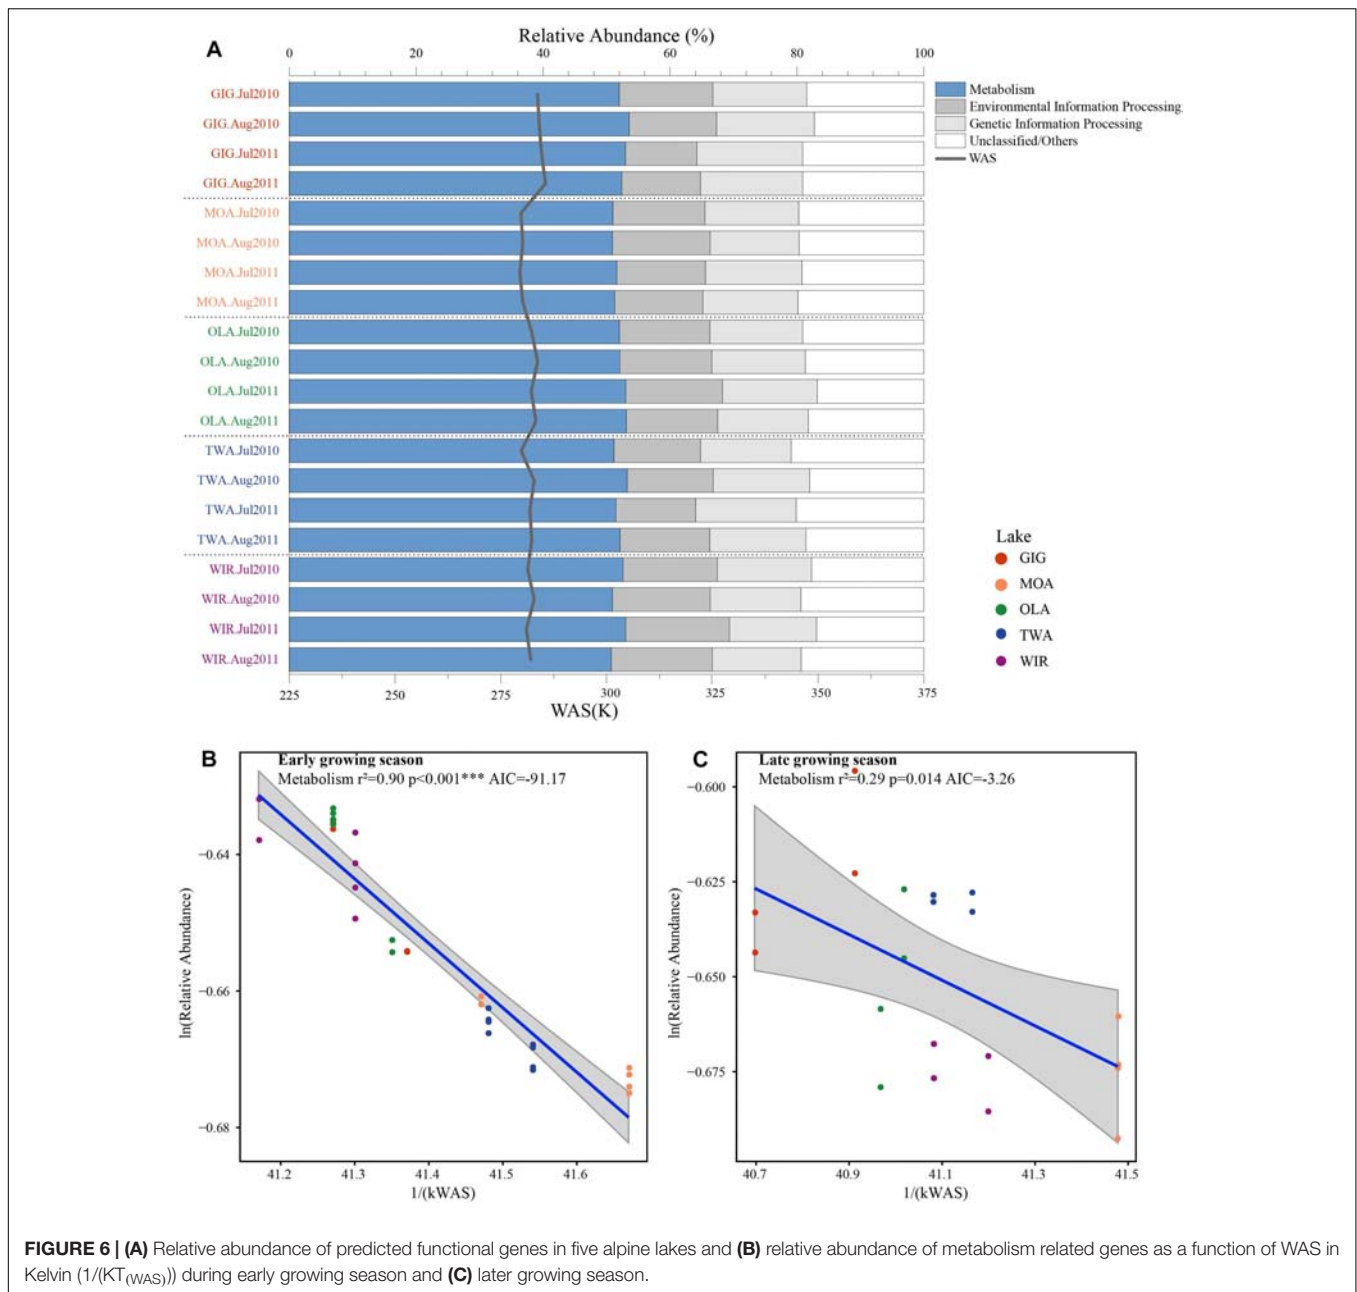 A
Relative Abundance (%)
0 20 40 60 80 100
GIG.Jul2010
GIG.Aug2010
GIG.Jul2011
GIG.Aug2011
MOA.Jul2010
MOA.Aug2010
MOA.Jul2011
MOA.Aug2011
OLA.Jul2010
OLA.Aug2010
OLA.Jul2011
OLA.Aug2011
TWA.Jul2010
TWA.Aug2010
TWA.Jul2011
TWA.Aug2011
WIR.Jul2010
WIR.Aug2010
WIR.Jul2011
WIR.Aug2011
225 250 275 300 325 350 375
WAS(K)
Metabolism
Environmental Information Processing
Genetic Information Processing
Unclassified/Others
WAS
Lake
GIG
MOA
OLA
TWA
WIR
B
Early growing season
Metabolism r²=0.90 p<0.001*** AIC=-91.17
ln(Relative Abundance)
−0.64
−0.66
−0.68
41.2 41.3 41.4 41.5 41.6
1/(kWAS)
C
Late growing season
Metabolism r²=0.29 p=0.014 AIC=-3.26
ln(Relative Abundance)
−0.600
−0.625
−0.650
−0.675
40.7 40.9 41.1 41.3 41.5
1/(kWAS)
FIGURE 6 | (A) Relative abundance of predicted functional genes in five alpine lakes and (B) relative abundance of metabolism related genes as a function of WAS in
Kelvin (1/(KT(WAS))) during early growing season and (C) later growing season.